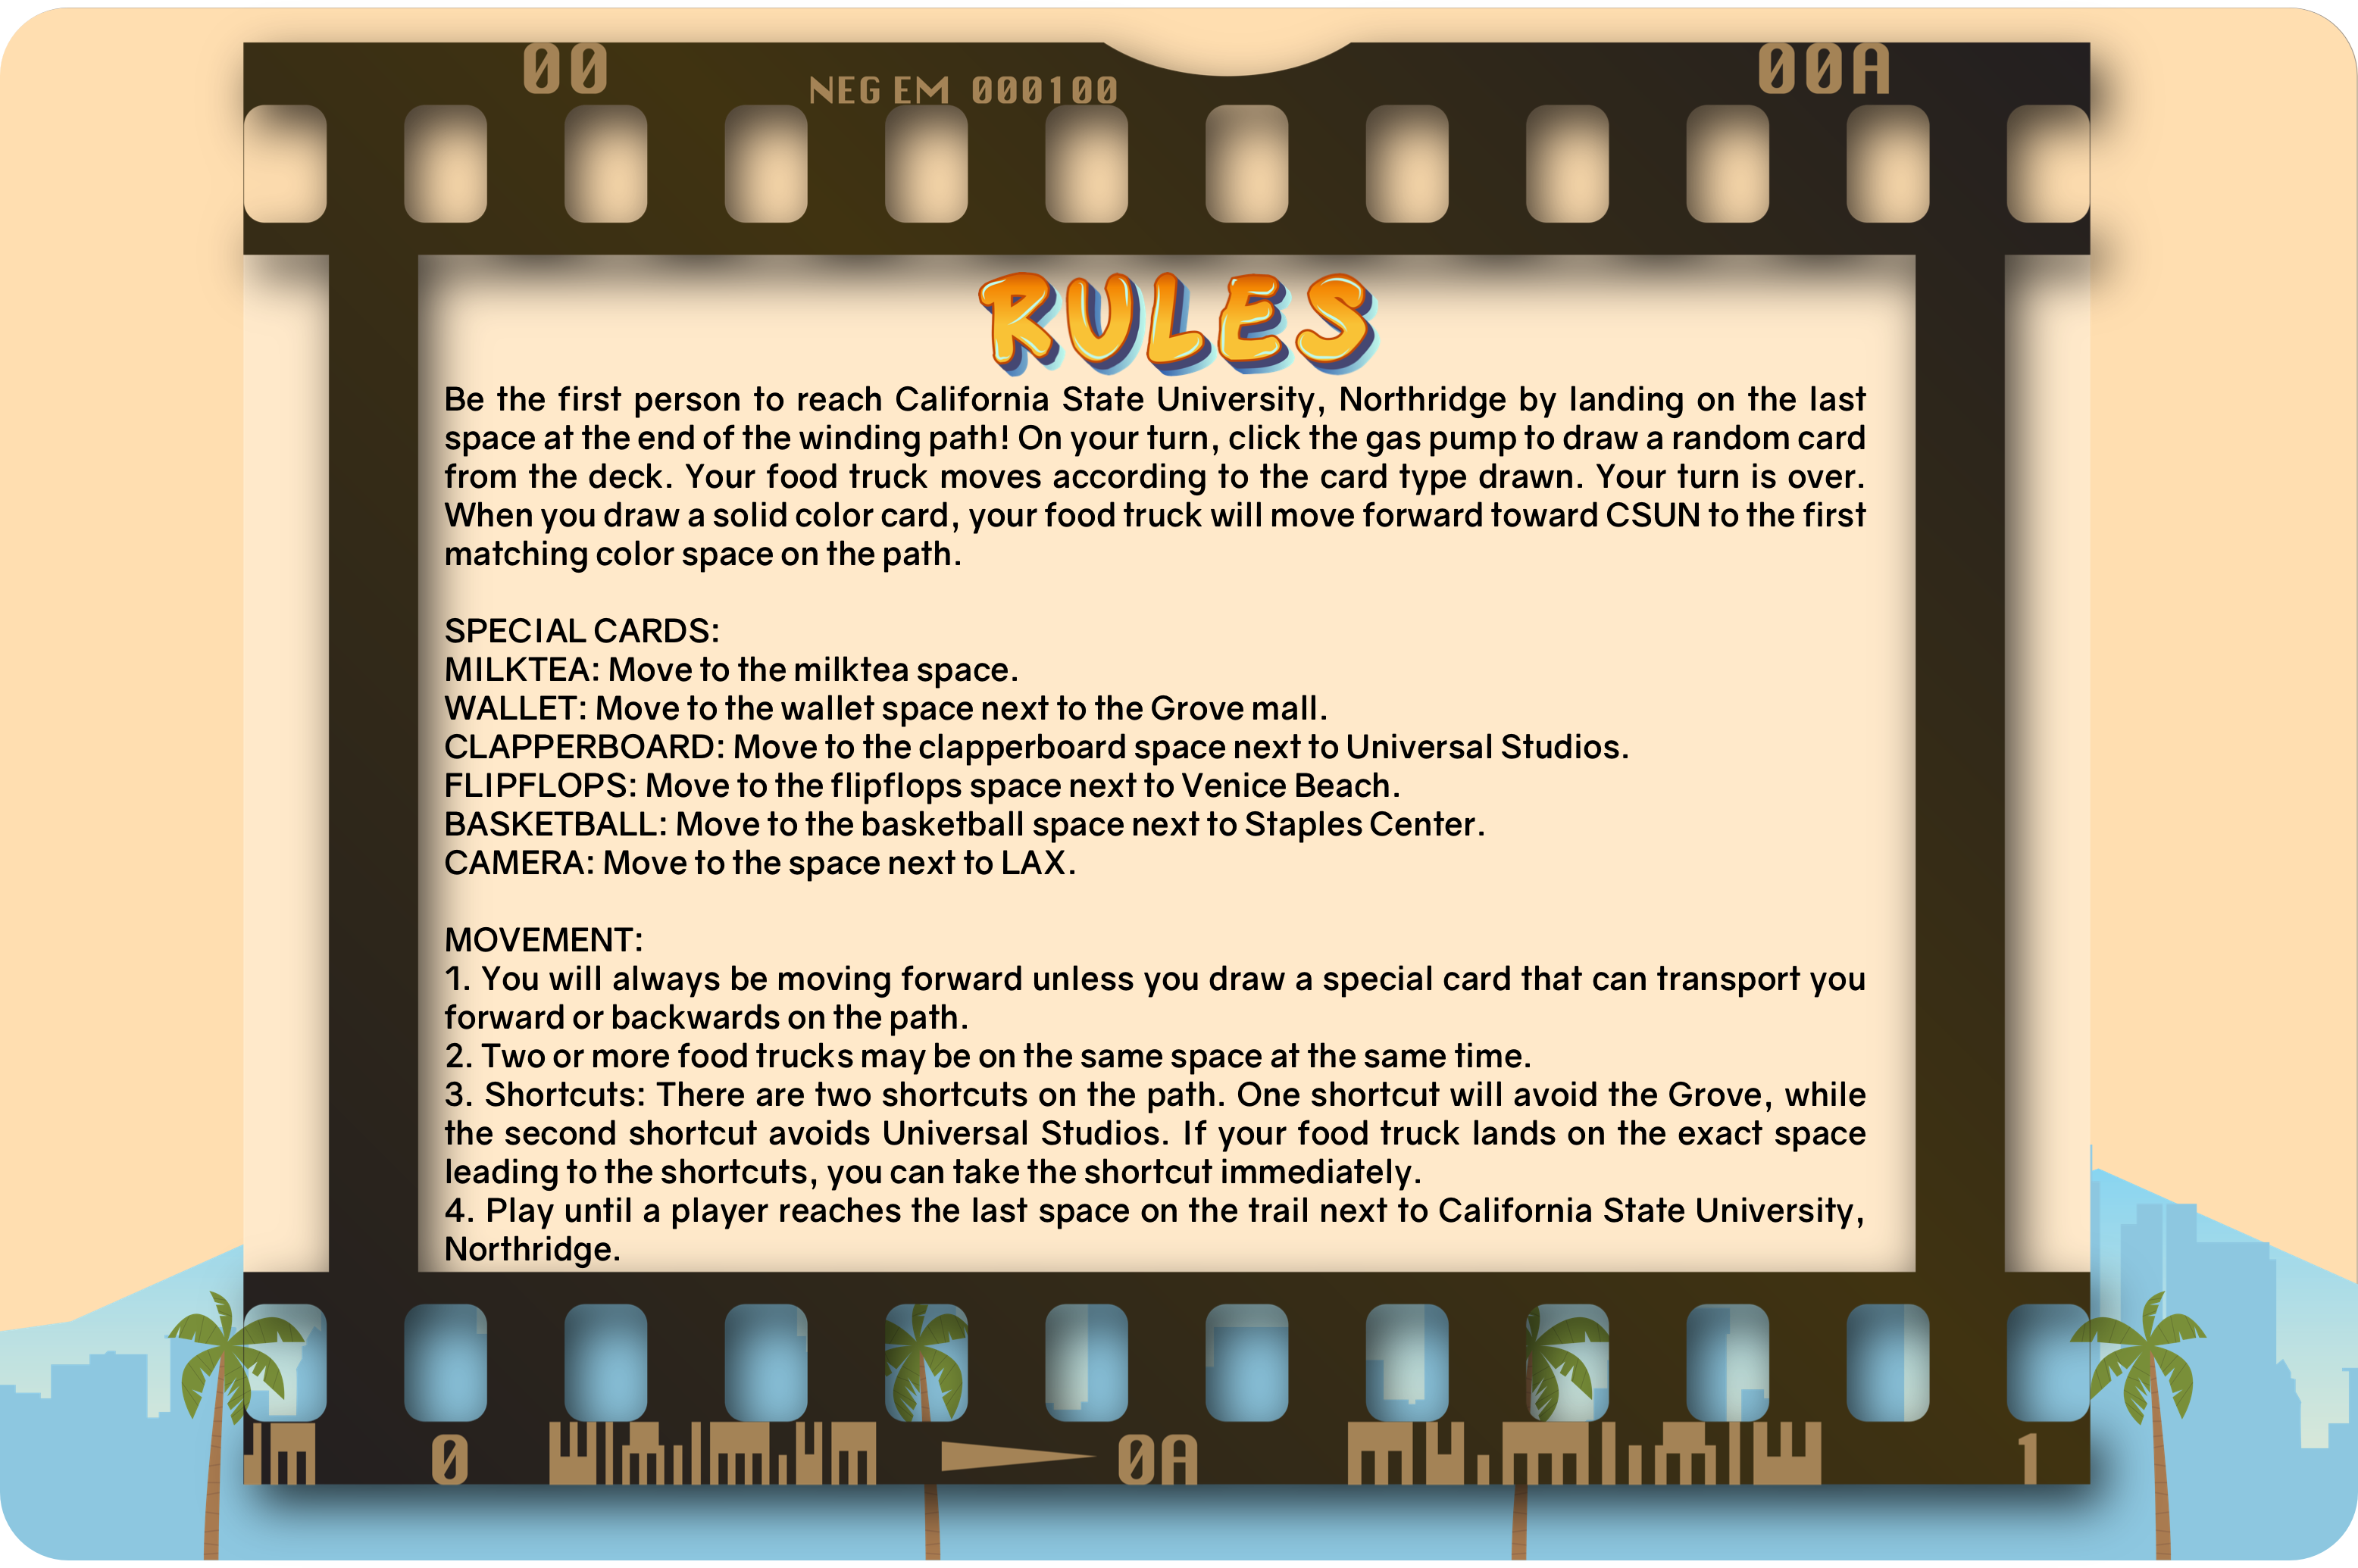 00
00A
NEG EM 000100
RULES
Be the first person to reach California State University, Northridge by landing on the last
space at the end of the winding path! On your turn, click the gas pump to draw a random card
from the deck. Your food truck moves according to the card type drawn. Your turn is over.
When you draw a solid color card, your food truck will move forward toward CSUN to the first
matching color space on the path.
SPECIAL CARDS:
MILKTEA: Move to the milktea space.
WALLET: Move to the wallet space next to the Grove mall.
CLAPPERBOARD: Move to the clapperboard space next to Universal Studios.
FLIPFLOPS: Move to the flipflops space next to Venice Beach.
BASKETBALL: Move to the basketball space next to Staples Center.
CAMERA: Move to the space next to LAX.
MOVEMENT:
1. You will always be moving forward unless you draw a special card that can transport you
forward or backwards on the path.
2. Two or more food trucks may be on the same space at the same time.
3. Shortcuts: There are two shortcuts on the path. One shortcut will avoid the Grove, while
the second shortcut avoids Universal Studios. If your food truck lands on the exact space
leading to the shortcuts, you can take the shortcut immediately.
4. Play until a player reaches the last space on the trail next to California State University,
Northridge.
0
0A
1